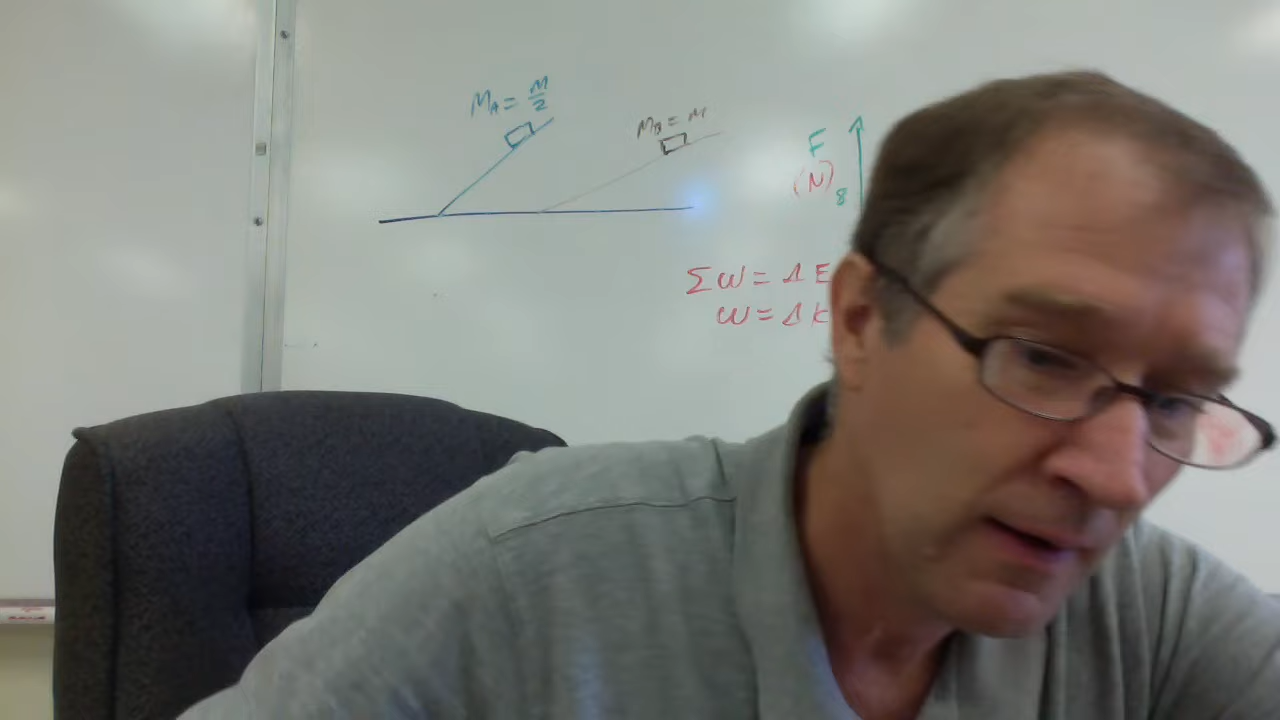 M_A = M/2
M_B = M
F
(N)
8
ΣW = ΔE
W = ΔK